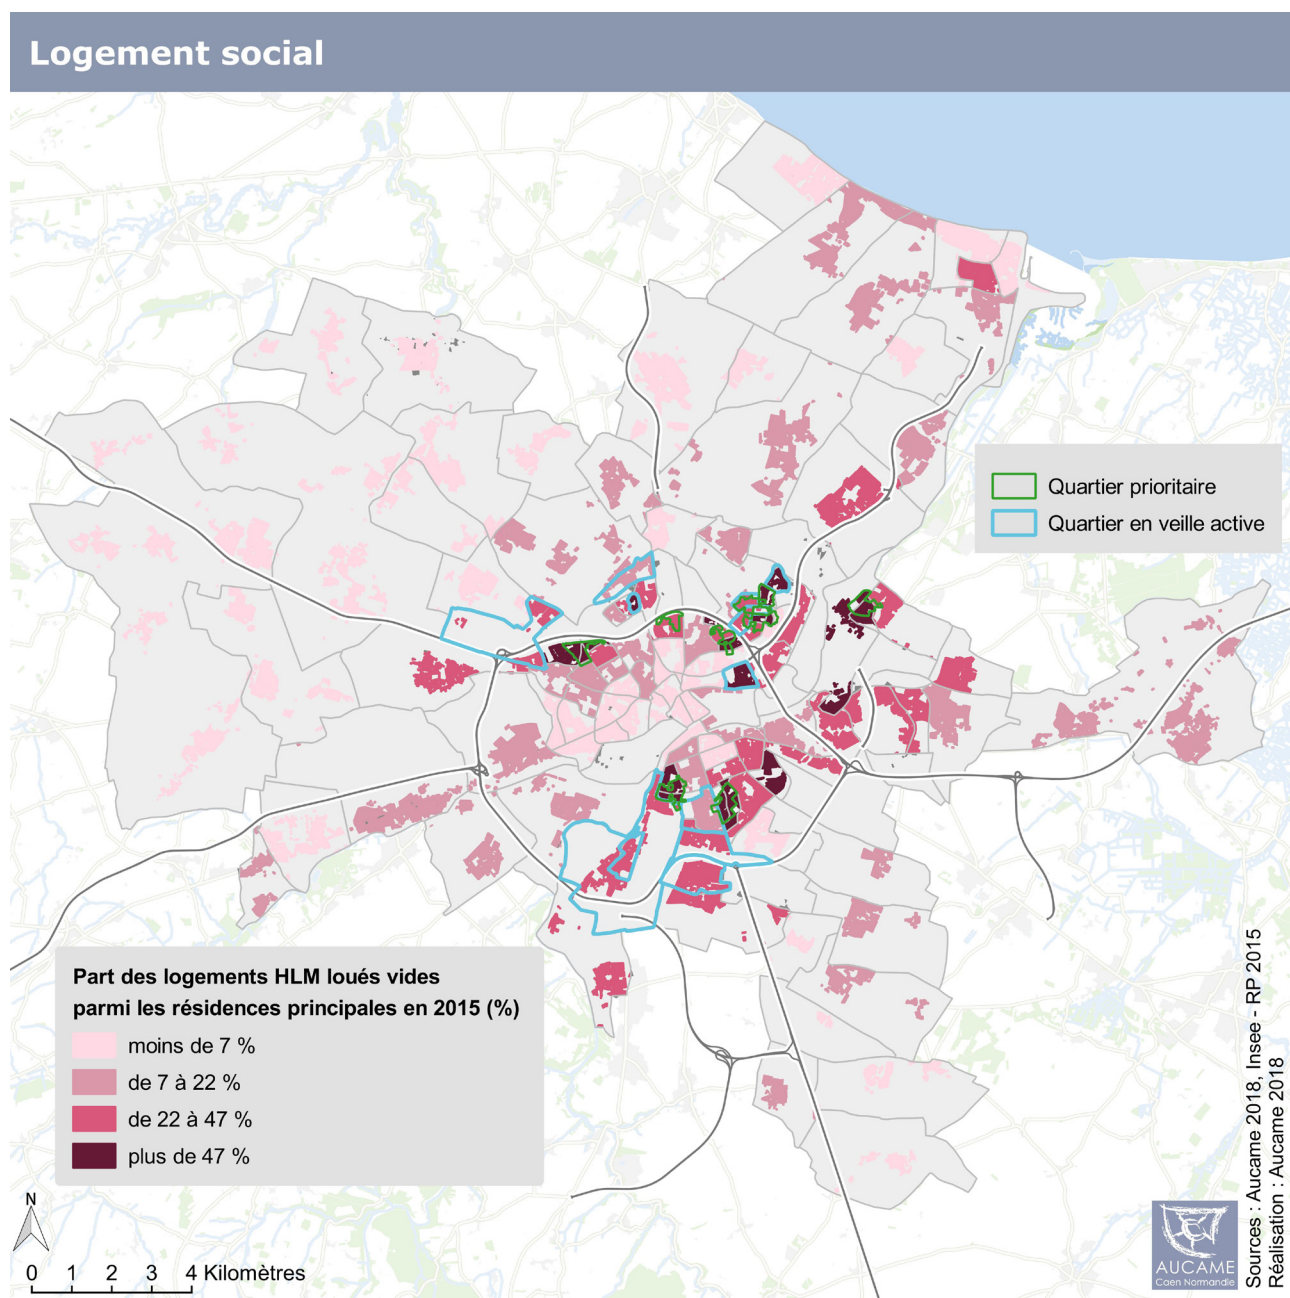 Logement social
Quartier prioritaire
Quartier en veille active
Part des logements HLM loués vides
parmi les résidences principales en 2015 (%)
moins de 7 %
de 7 à 22 %
de 22 à 47 %
plus de 47 %
N
0 1 2 3 4 Kilomètres
AUCAME
Caen Normandie
Sources : Aucame 2018, Insee - RP 2015
Réalisation : Aucame 2018